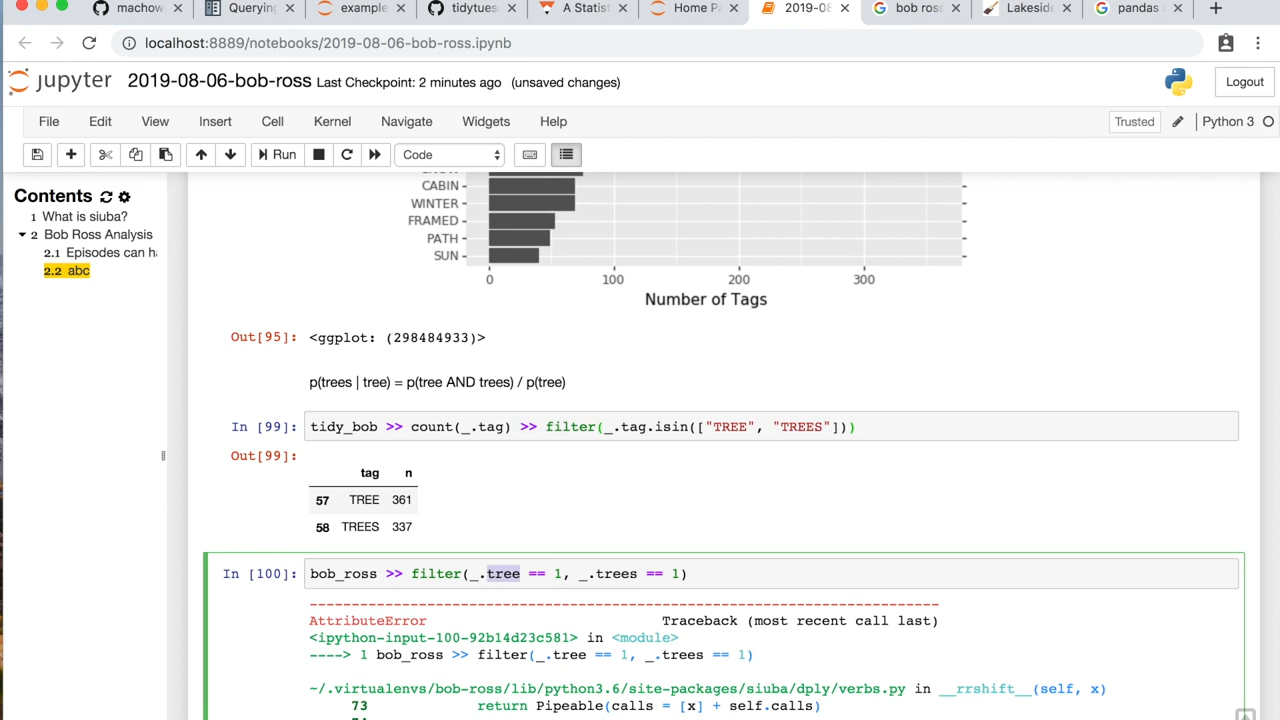 machow
Querying
example
tidytues
A Statist
Home P
2019-08
bob ross
Lakeside
pandas
localhost:8889/notebooks/2019-08-06-bob-ross.ipynb
jupyter 2019-08-06-bob-ross Last Checkpoint: 2 minutes ago (unsaved changes) Logout
File Edit View Insert Cell Kernel Navigate Widgets Help Trusted Python 3
Run Code
Contents
1 What is siuba?
2 Bob Ross Analysis
2.1 Episodes can ha
2.2 abc
CABIN
WINTER
FRAMED
PATH
SUN
0 100 200 300
Number of Tags
Out[95]: <ggplot: (298484933)>
p(trees | tree) = p(tree AND trees) / p(tree)
In [99]: tidy_bob >> count(_.tag) >> filter(_.tag.isin(["TREE", "TREES"]))
Out[99]:
tag n
57 TREE 361
58 TREES 337
In [100]: bob_ross >> filter(_.tree == 1, _.trees == 1)
---------------------------------------------------------------------------
AttributeError Traceback (most recent call last)
<ipython-input-100-92b14d23c581> in <module>
----> 1 bob_ross >> filter(_.tree == 1, _.trees == 1)
~/.virtualenvs/bob-ross/lib/python3.6/site-packages/siuba/dply/verbs.py in __rrshift__(self, x)
73 return Pipeable(calls = [x] + self.calls)